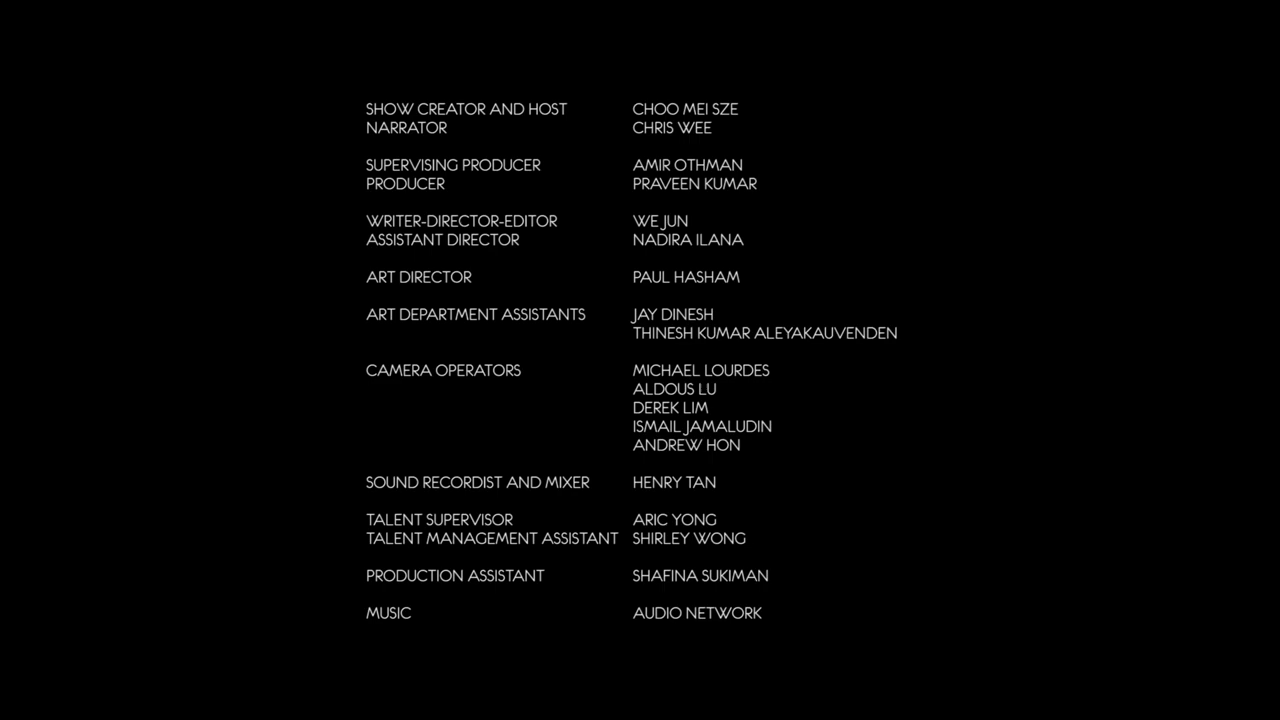 SHOW CREATOR AND HOST CHOO MEI SZE
NARRATOR CHRIS WEE
SUPERVISING PRODUCER AMIR OTHMAN
PRODUCER PRAVEEN KUMAR
WRITER-DIRECTOR-EDITOR WE JUN
ASSISTANT DIRECTOR NADIRA ILANA
ART DIRECTOR PAUL HASHAM
ART DEPARTMENT ASSISTANTS JAY DINESH
THINESH KUMAR ALEYAKAUVENDEN
CAMERA OPERATORS MICHAEL LOURDES
ALDOUS LU
DEREK LIM
ISMAIL JAMALUDIN
ANDREW HON
SOUND RECORDIST AND MIXER HENRY TAN
TALENT SUPERVISOR ARIC YONG
TALENT MANAGEMENT ASSISTANT SHIRLEY WONG
PRODUCTION ASSISTANT SHAFINA SUKIMAN
MUSIC AUDIO NETWORK